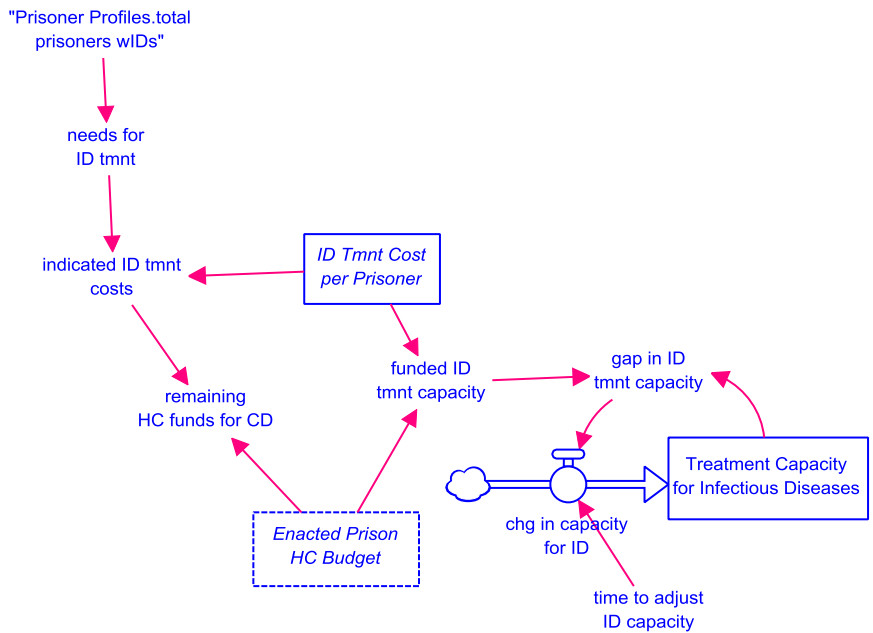 "Prisoner Profiles.total
prisoners wIDs"
needs for
ID tmnt
indicated ID tmnt
costs
ID Tmnt Cost
per Prisoner
funded ID
tmnt capacity
gap in ID
tmnt capacity
remaining
HC funds for CD
Treatment Capacity
for Infectious Diseases
chg in capacity
for ID
Enacted Prison
HC Budget
time to adjust
ID capacity